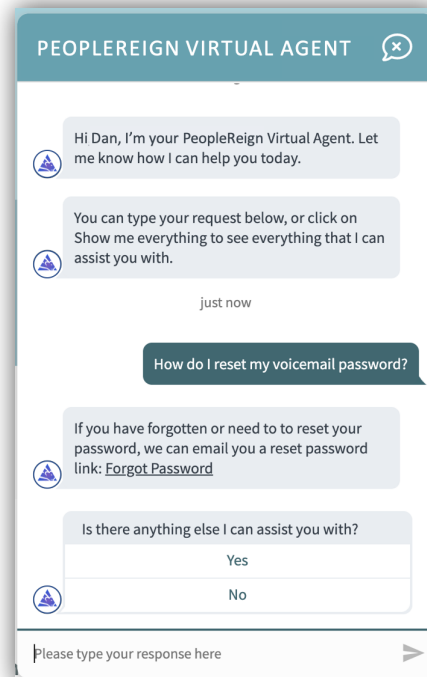 PEOPLEREIGN VIRTUAL AGENT
Hi Dan, I'm your PeopleReign Virtual Agent. Let
me know how I can help you today.
You can type your request below, or click on
Show me everything to see everything that I can
assist you with.
just now
How do I reset my voicemail password?
If you have forgotten or need to to reset your
password, we can email you a reset password
link: Forgot Password
Is there anything else I can assist you with?
Yes
No
Please type your response here